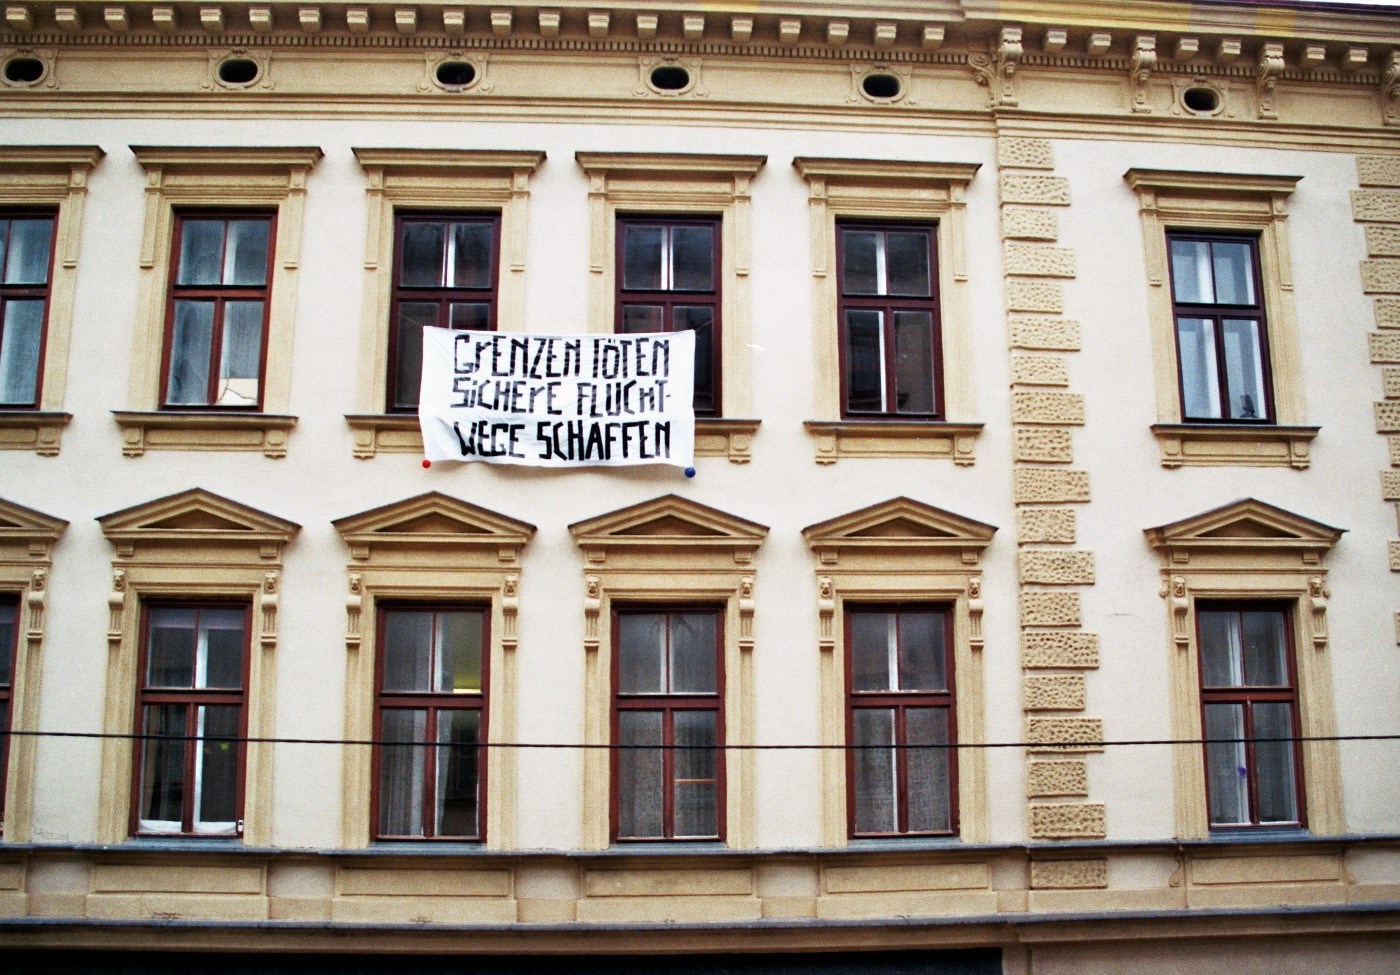 GrENZEN TÖTEN
SiCHErE FLUCHT-
WEGE SCHAFFEN